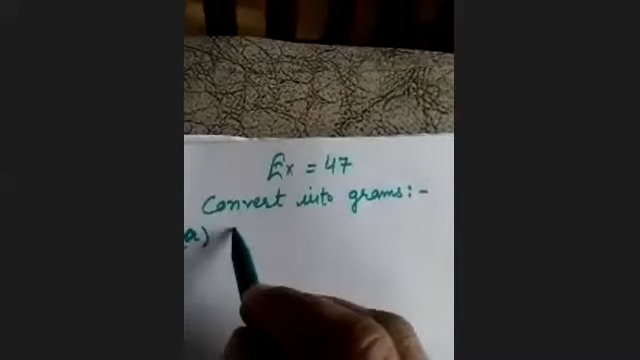 Ex = 47
Convert into grams:-
a)